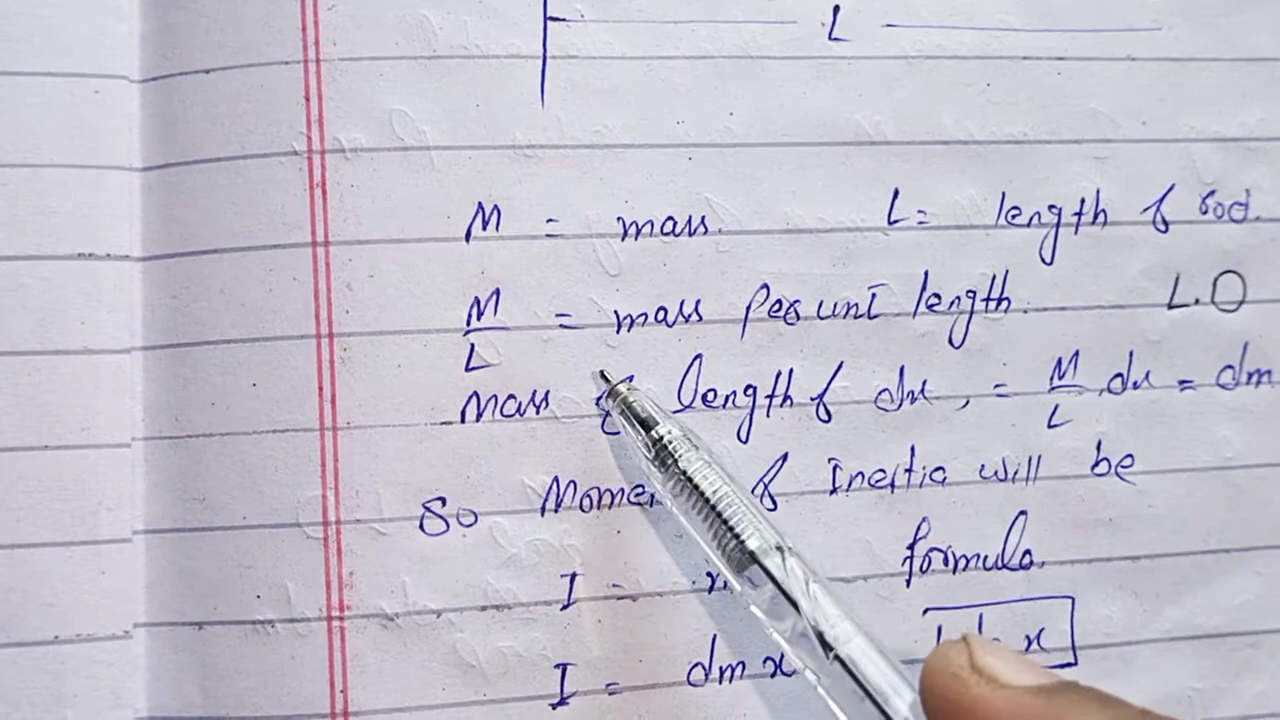 L
M = mass. L = length of rod.
M/L = mass per unit length. L.O
mass of length of dx, = M/L .dx = dm
So Mome of Inertia will be
formula.
I =
I = dm x
x